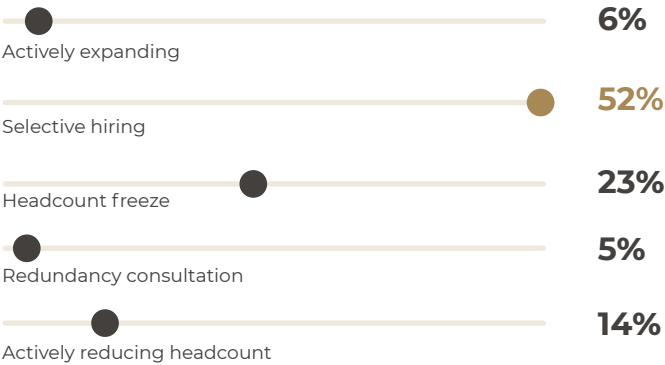 6%
Actively expanding
52%
Selective hiring
23%
Headcount freeze
5%
Redundancy consultation
14%
Actively reducing headcount